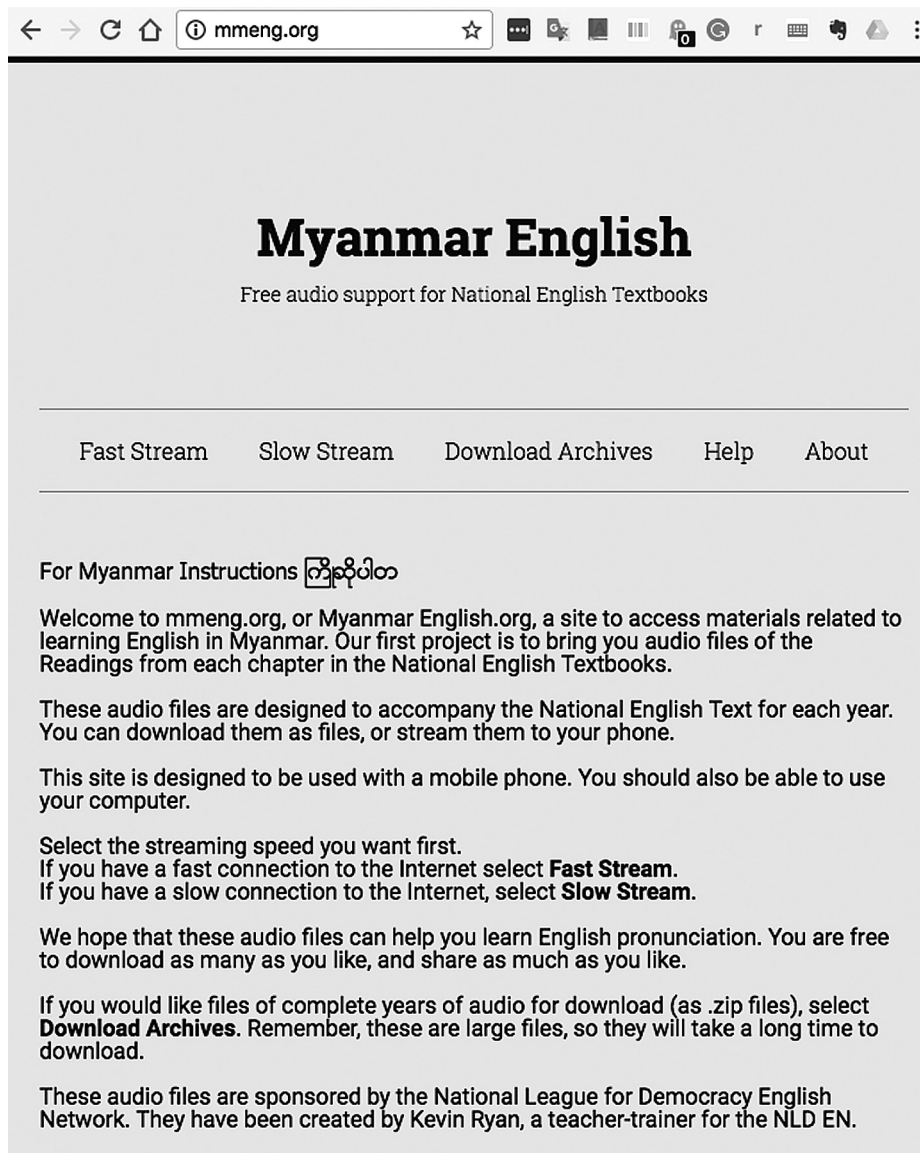 mmeng.org
Myanmar English
Free audio support for National English Textbooks
Fast Stream Slow Stream Download Archives Help About
For Myanmar Instructions ကြိုဆိုပါတ
Welcome to mmeng.org, or Myanmar English.org, a site to access materials related to
learning English in Myanmar. Our first project is to bring you audio files of the
Readings from each chapter in the National English Textbooks.
These audio files are designed to accompany the National English Text for each year.
You can download them as files, or stream them to your phone.
This site is designed to be used with a mobile phone. You should also be able to use
your computer.
Select the streaming speed you want first.
If you have a fast connection to the Internet select Fast Stream.
If you have a slow connection to the Internet, select Slow Stream.
We hope that these audio files can help you learn English pronunciation. You are free
to download as many as you like, and share as much as you like.
If you would like files of complete years of audio for download (as .zip files), select
Download Archives. Remember, these are large files, so they will take a long time to
download.
These audio files are sponsored by the National League for Democracy English
Network. They have been created by Kevin Ryan, a teacher-trainer for the NLD EN.